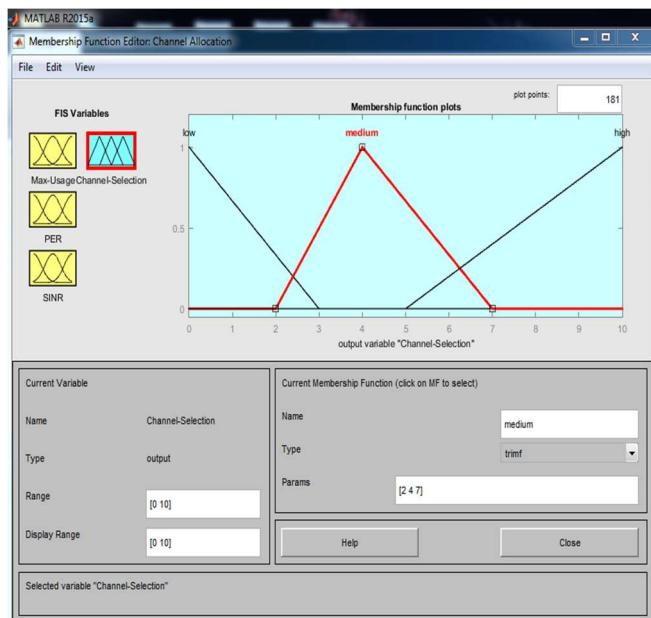 MATLAB R2015a
Membership Function Editor: Channel Allocation
File Edit View
FIS Variables
Max-Usage Channel-Selection
PER
SINR
plot points: 181
Membership function plots
low medium high
1
0.5
0
0 1 2 3 4 5 6 7 8 9 10
output variable "Channel-Selection"
Current Variable
Name Channel-Selection
Type output
Range [0 10]
Display Range [0 10]
Current Membership Function (click on MF to select)
Name medium
Type trimf
Params [2 4 7]
Help Close
Selected variable "Channel-Selection"